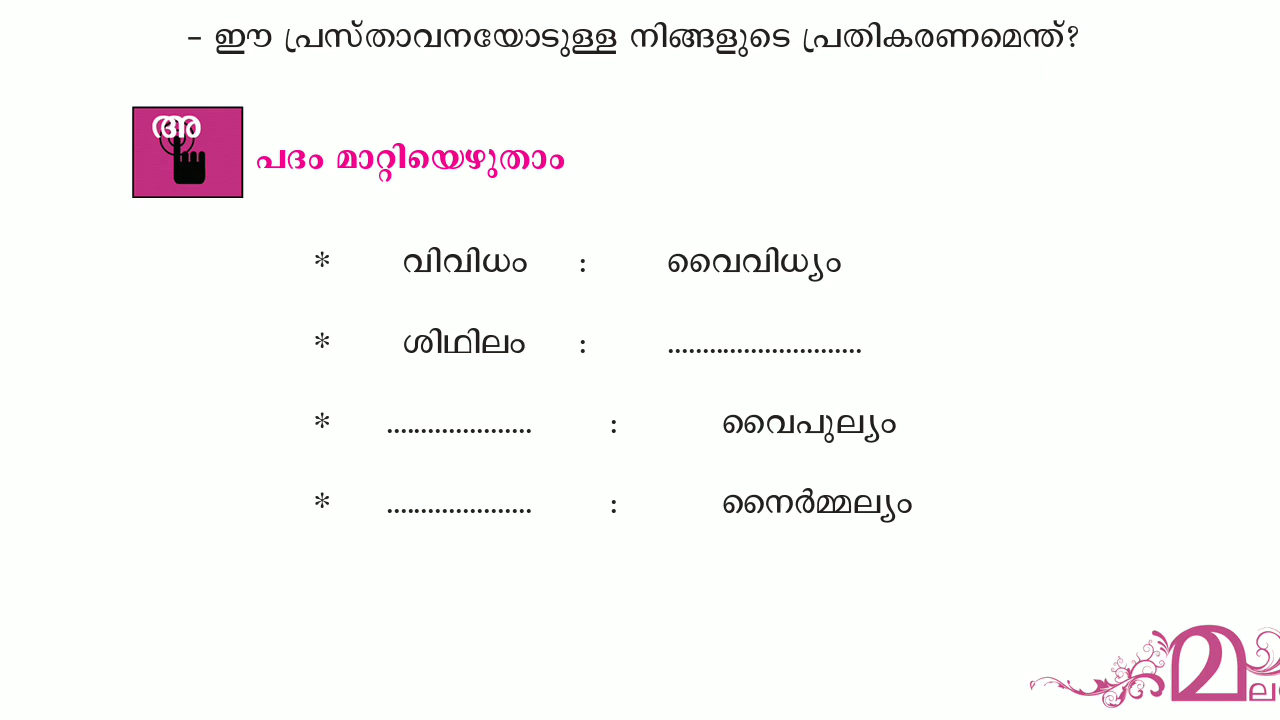 - ഈ പ്രസ്താവനയോടുള്ള നിങ്ങളുടെ പ്രതികരണമെന്ത്?
അ
പദം മാറ്റിയെഴുതാം
* വിവിധം : വൈവിധ്യം
* ശിഥിലം : ............................
* ..................... : വൈപുല്യം
* ..................... : നൈർമ്മല്യം